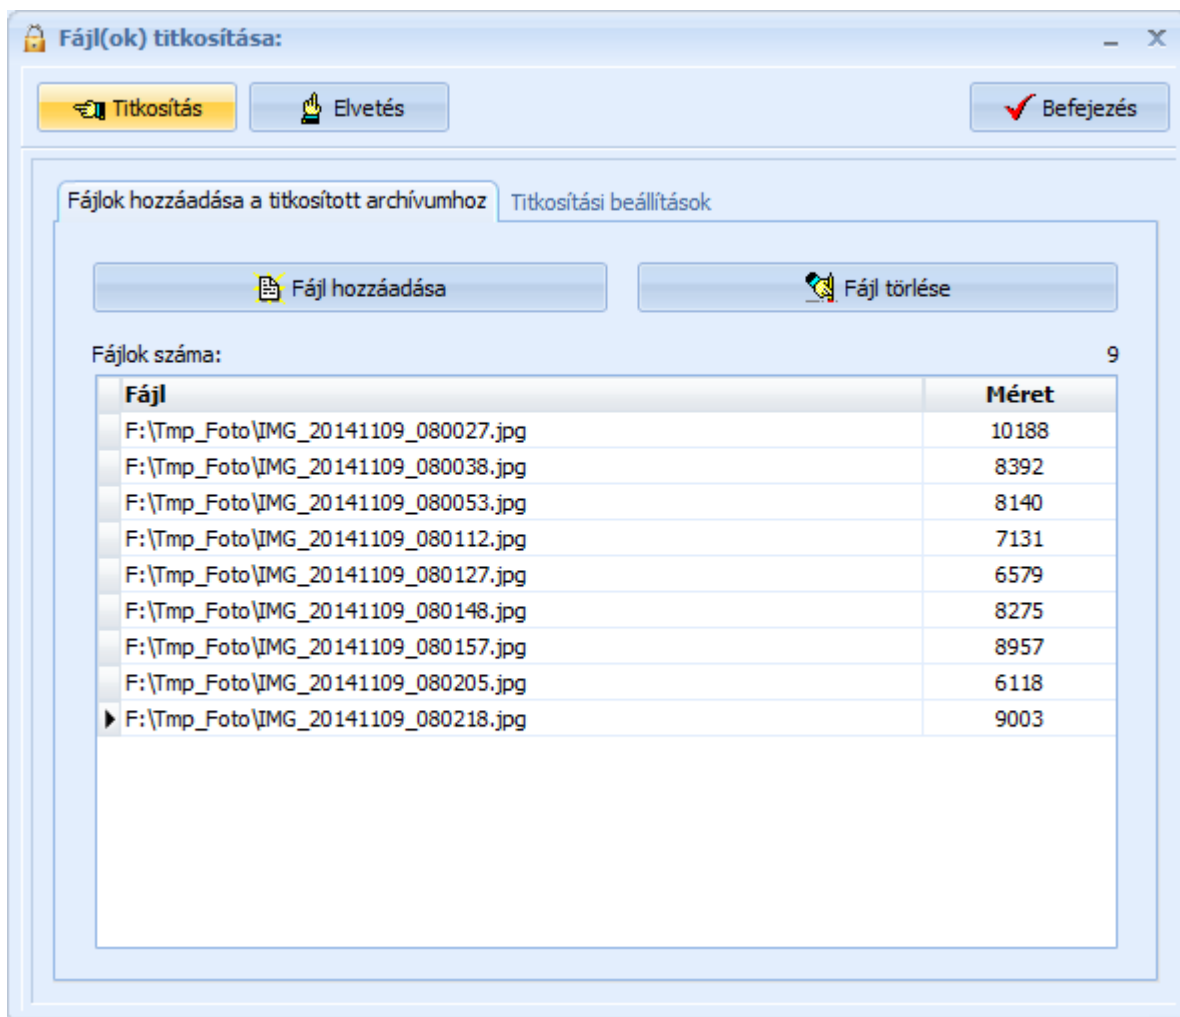 Fájl(ok) titkosítása:
Titkosítás Elvetés Befejezés
Fájlok hozzáadása a titkosított archívumhoz Titkosítási beállítások
Fájl hozzáadása Fájl törlése
Fájlok száma: 9
Fájl Méret
F:\Tmp_Foto\IMG_20141109_080027.jpg 10188
F:\Tmp_Foto\IMG_20141109_080038.jpg 8392
F:\Tmp_Foto\IMG_20141109_080053.jpg 8140
F:\Tmp_Foto\IMG_20141109_080112.jpg 7131
F:\Tmp_Foto\IMG_20141109_080127.jpg 6579
F:\Tmp_Foto\IMG_20141109_080148.jpg 8275
F:\Tmp_Foto\IMG_20141109_080157.jpg 8957
F:\Tmp_Foto\IMG_20141109_080205.jpg 6118
F:\Tmp_Foto\IMG_20141109_080218.jpg 9003